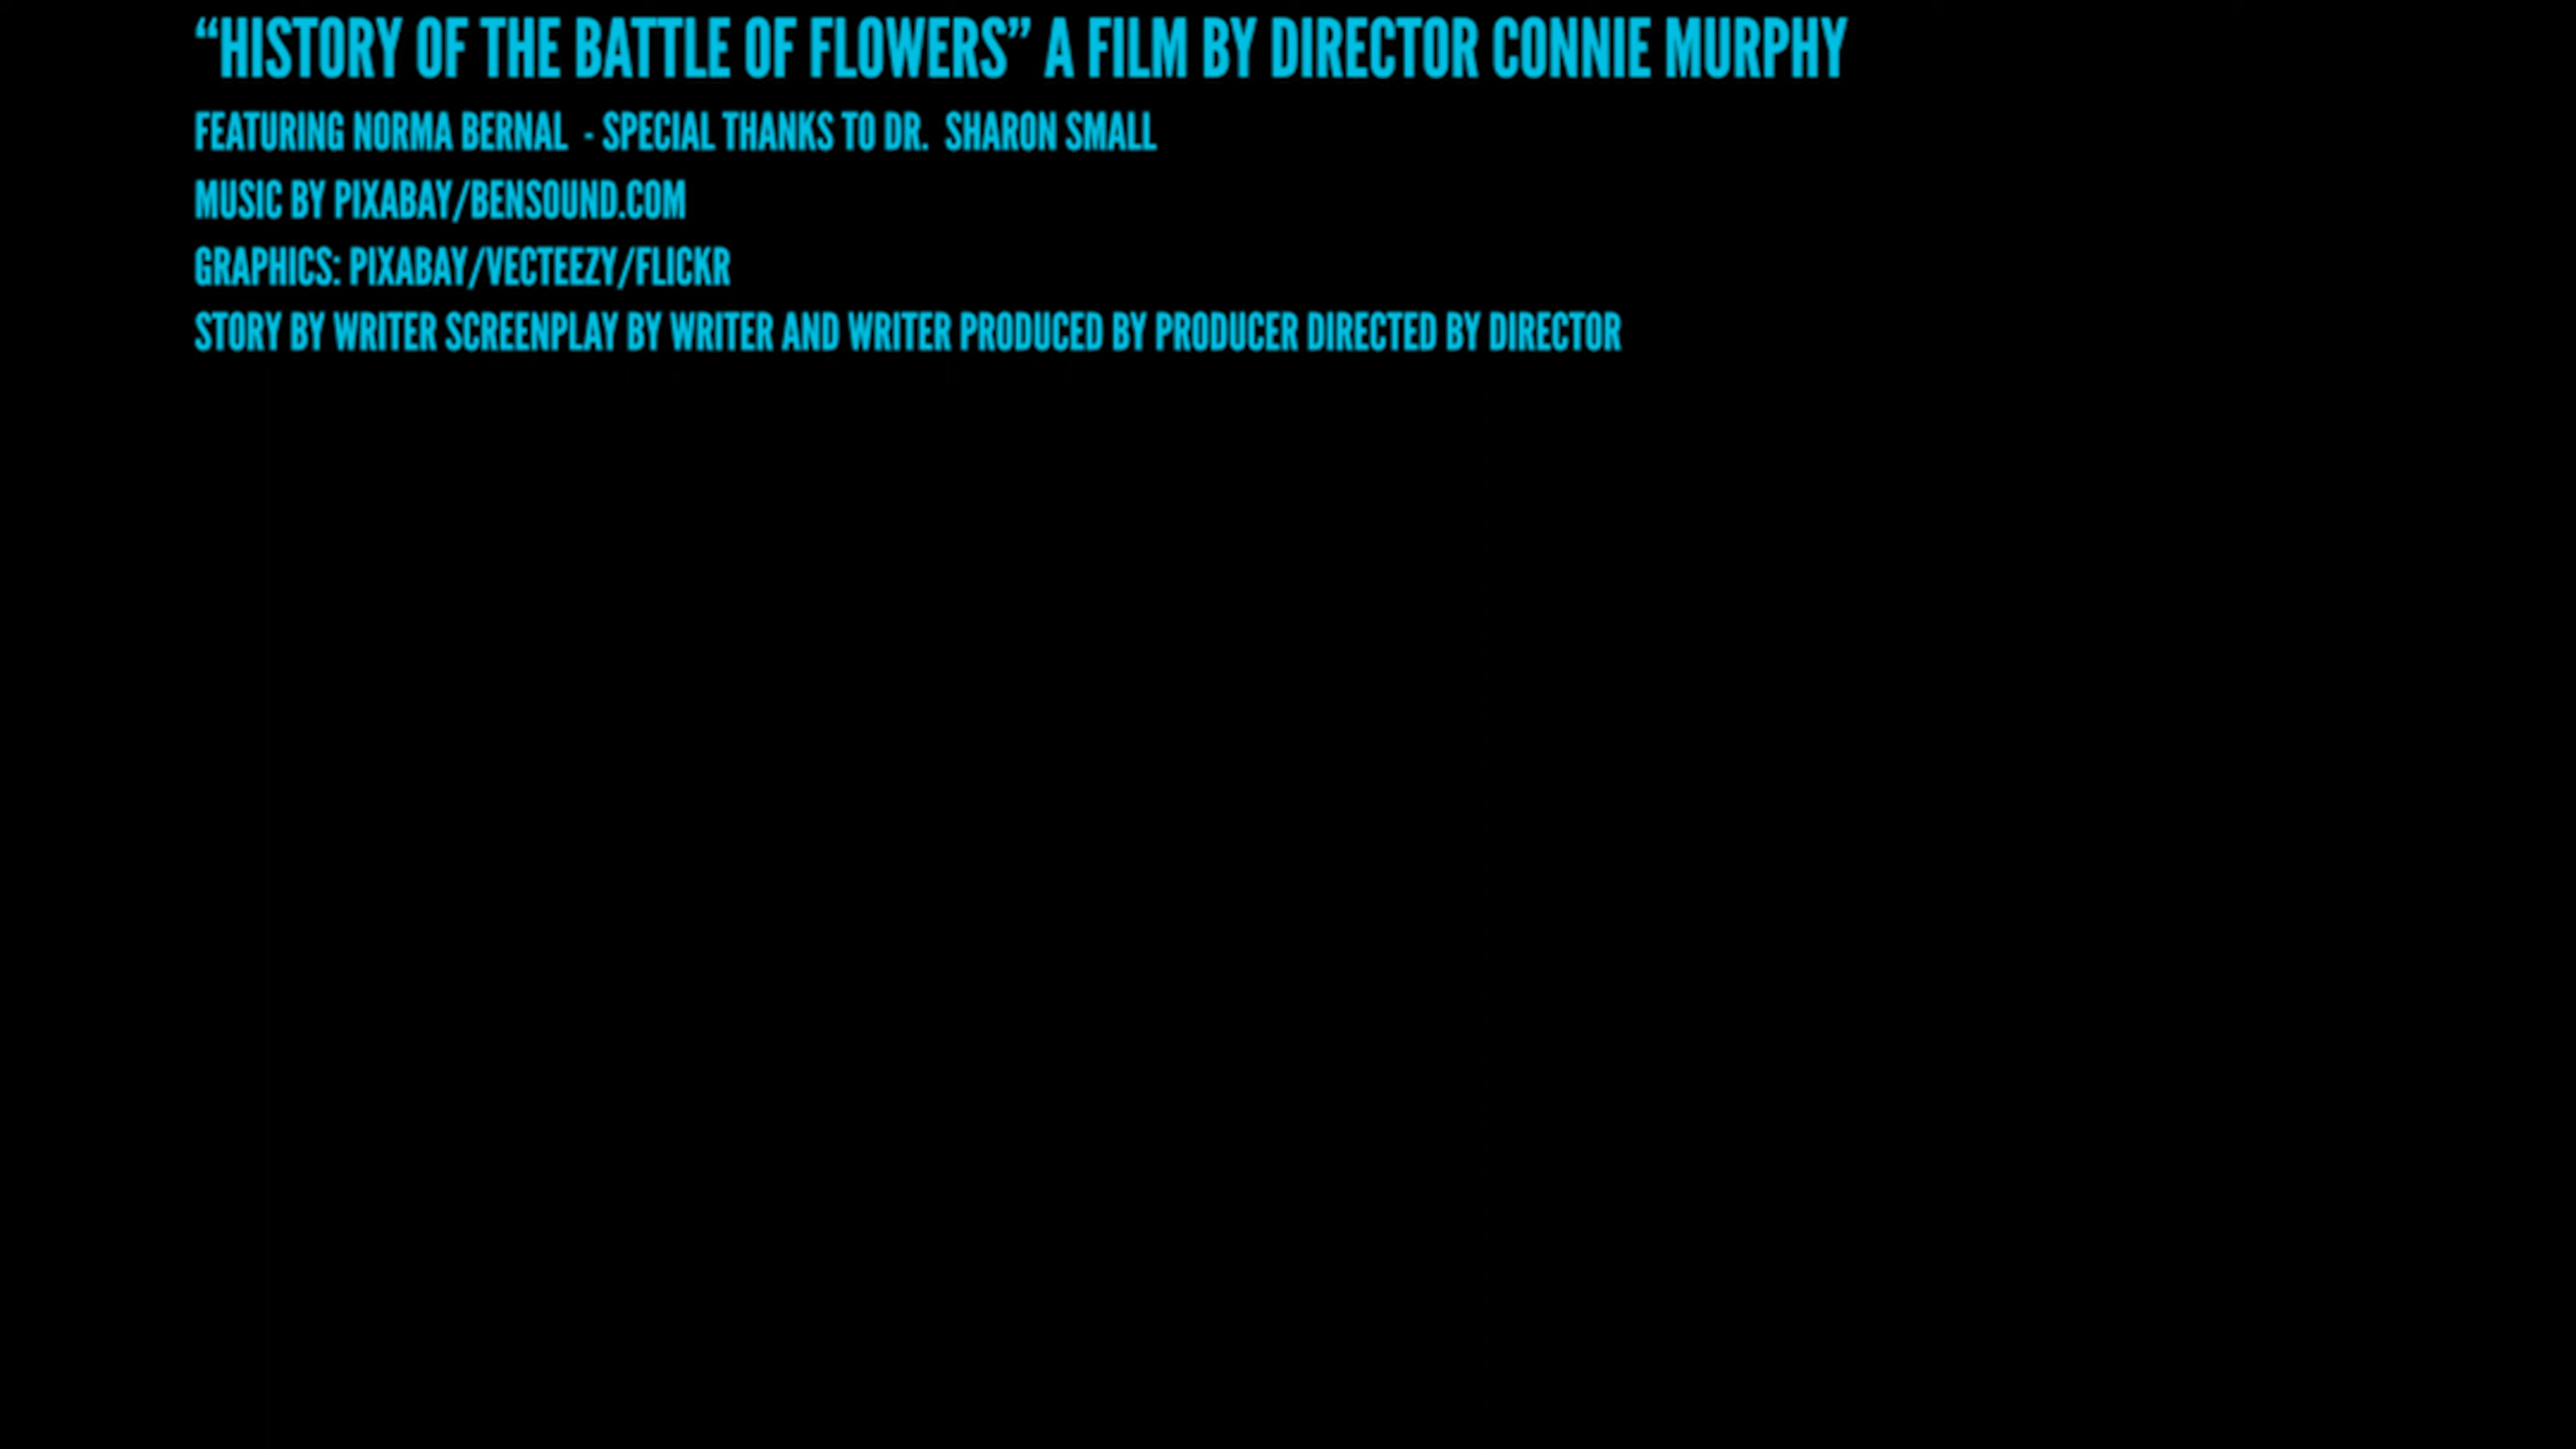 “HISTORY OF THE BATTLE OF FLOWERS” A FILM BY DIRECTOR CONNIE MURPHY
FEATURING NORMA BERNAL - SPECIAL THANKS TO DR. SHARON SMALL
MUSIC BY PIXABAY/BENSOUND.COM
GRAPHICS: PIXABAY/VECTEEZY/FLICKR
STORY BY WRITER SCREENPLAY BY WRITER AND WRITER PRODUCED BY PRODUCER DIRECTED BY DIRECTOR